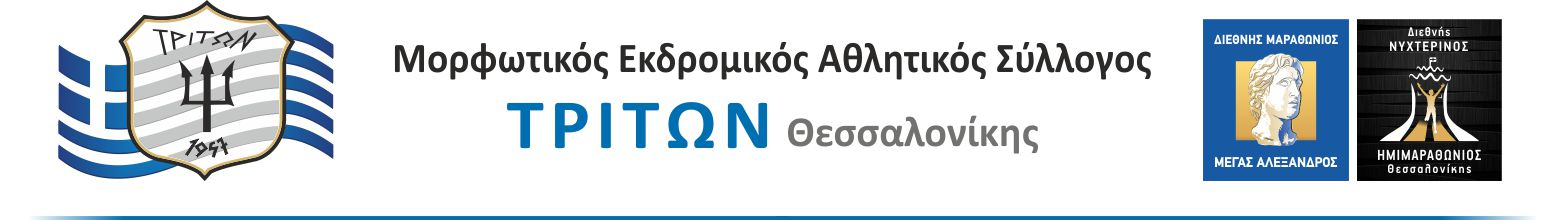 ΤΡΙΤΩΝ
1957
Μορφωτικός Εκδρομικός Αθλητικός Σύλλογος
ΤΡΙΤΩΝ Θεσσαλονίκης
ΔΙΕΘΝΗΣ ΜΑΡΑΘΩΝΙΟΣ
ΜΕΓΑΣ ΑΛΕΞΑΝΔΡΟΣ
Διεθνής
ΝΥΧΤΕΡΙΝΟΣ
ΗΜΙΜΑΡΑΘΩΝΙΟΣ
Θεσσαλονίκης